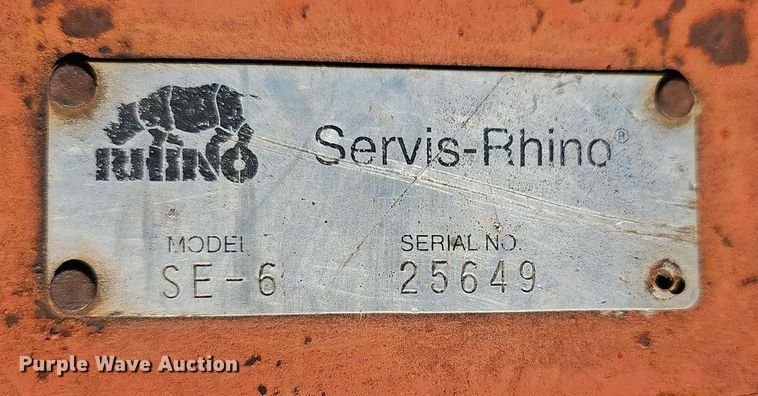 RHINO
Servis-Rhino®
MODEL SERIAL NO.
SE-6 25649
Purple Wave Auction